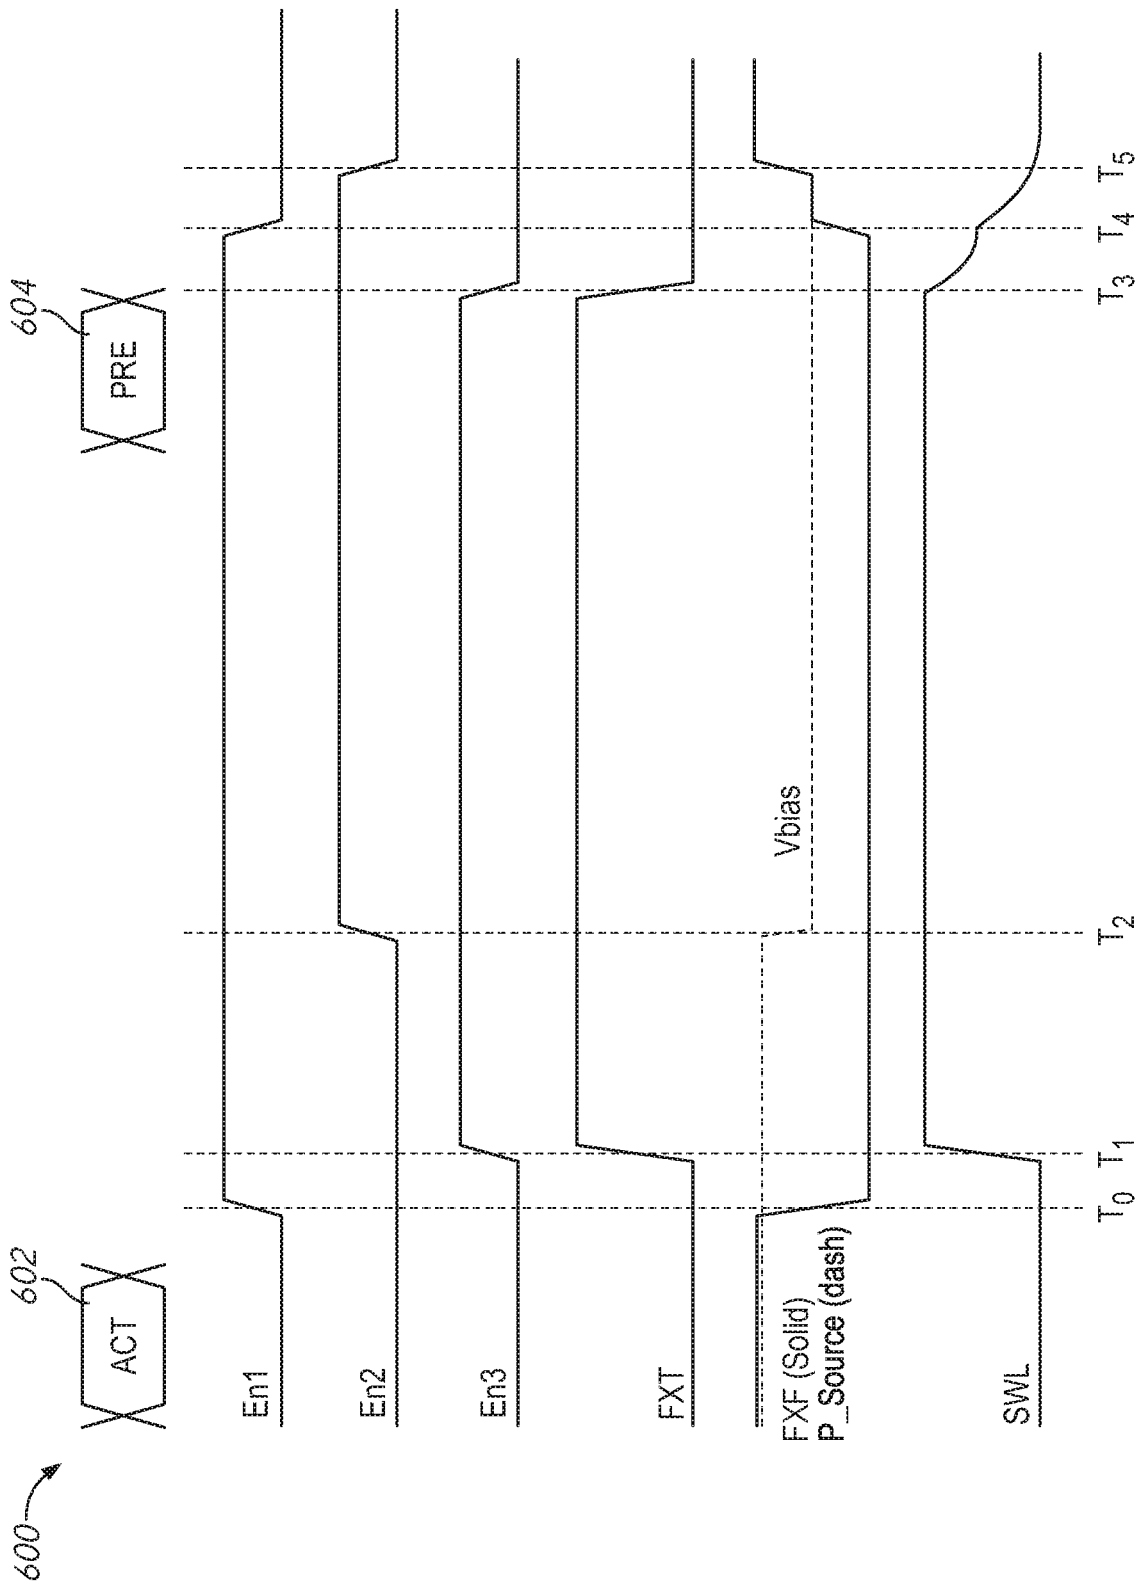 600
602
604
ACT
PRE
En1
En2
En3
FXT
Vbias
FXF (Solid)
P_Source (dash)
SWL
T0 T1 T2 T3 T4 T5